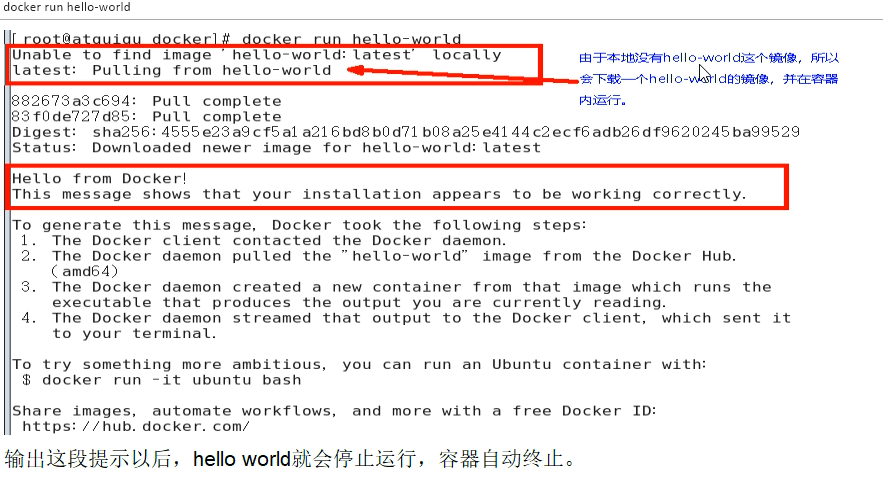 docker run hello-world
[root@atguigu docker]# docker run hello-world
Unable to find image 'hello-world:latest' locally
latest: Pulling from hello-world
由于本地没有hello-world这个镜像，所以
会下载一个hello-world的镜像，并在容器
内运行。
882673a3c694: Pull complete
83f0de727d85: Pull complete
Digest: sha256:4555e23a9cf5a1a216bd8b0d71b08a25e4144c2ecf6adb26df9620245ba99529
Status: Downloaded newer image for hello-world:latest
Hello from Docker!
This message shows that your installation appears to be working correctly.
To generate this message, Docker took the following steps:
1. The Docker client contacted the Docker daemon.
2. The Docker daemon pulled the "hello-world" image from the Docker Hub.
(amd64)
3. The Docker daemon created a new container from that image which runs the
executable that produces the output you are currently reading.
4. The Docker daemon streamed that output to the Docker client, which sent it
to your terminal.
To try something more ambitious, you can run an Ubuntu container with:
$ docker run -it ubuntu bash
Share images, automate workflows, and more with a free Docker ID:
https://hub.docker.com/
输出这段提示以后，hello world就会停止运行，容器自动终止。